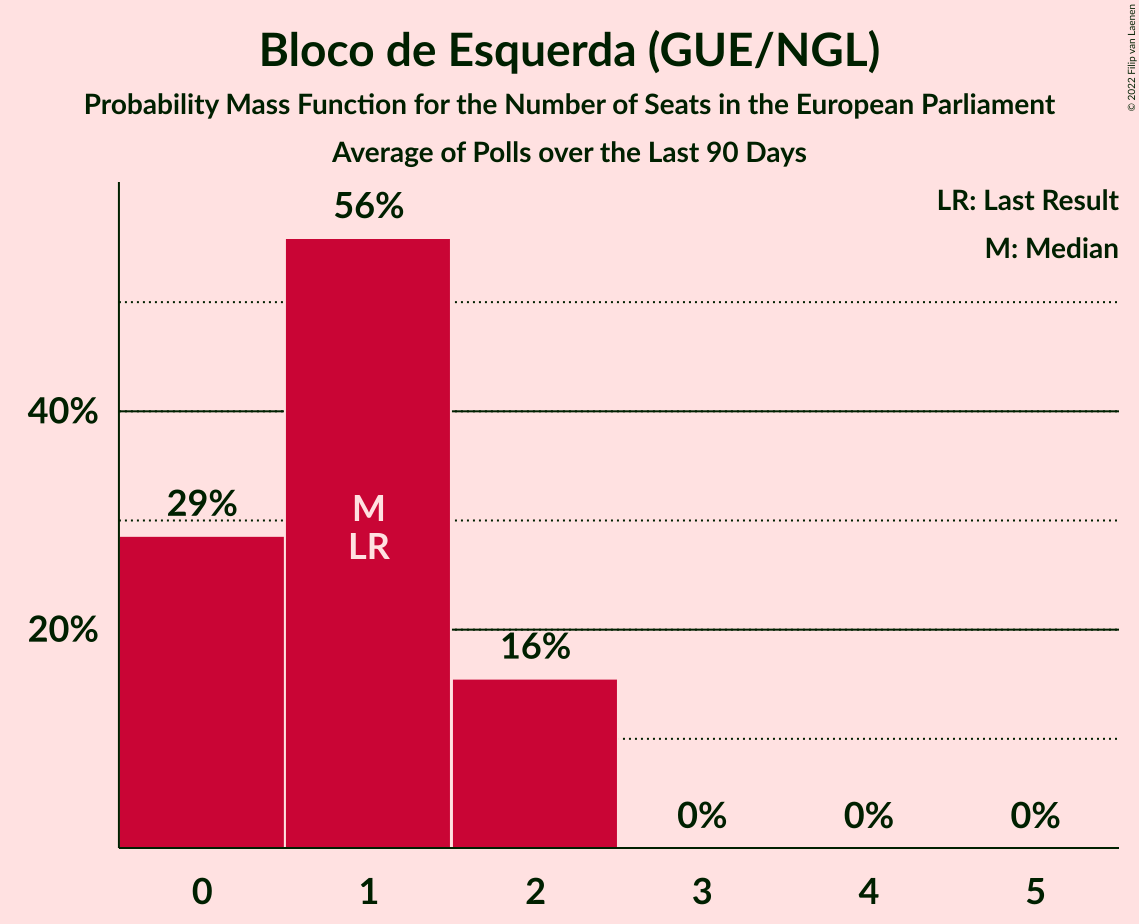 Bloco de Esquerda (GUE/NGL)
Probability Mass Function for the Number of Seats in the European Parliament
Average of Polls over the Last 90 Days
© 2022 Filip van Laenen
LR: Last Result
M: Median
56%
40%
29%
M
LR
20%
16%
0% 0% 0%
0 1 2 3 4 5